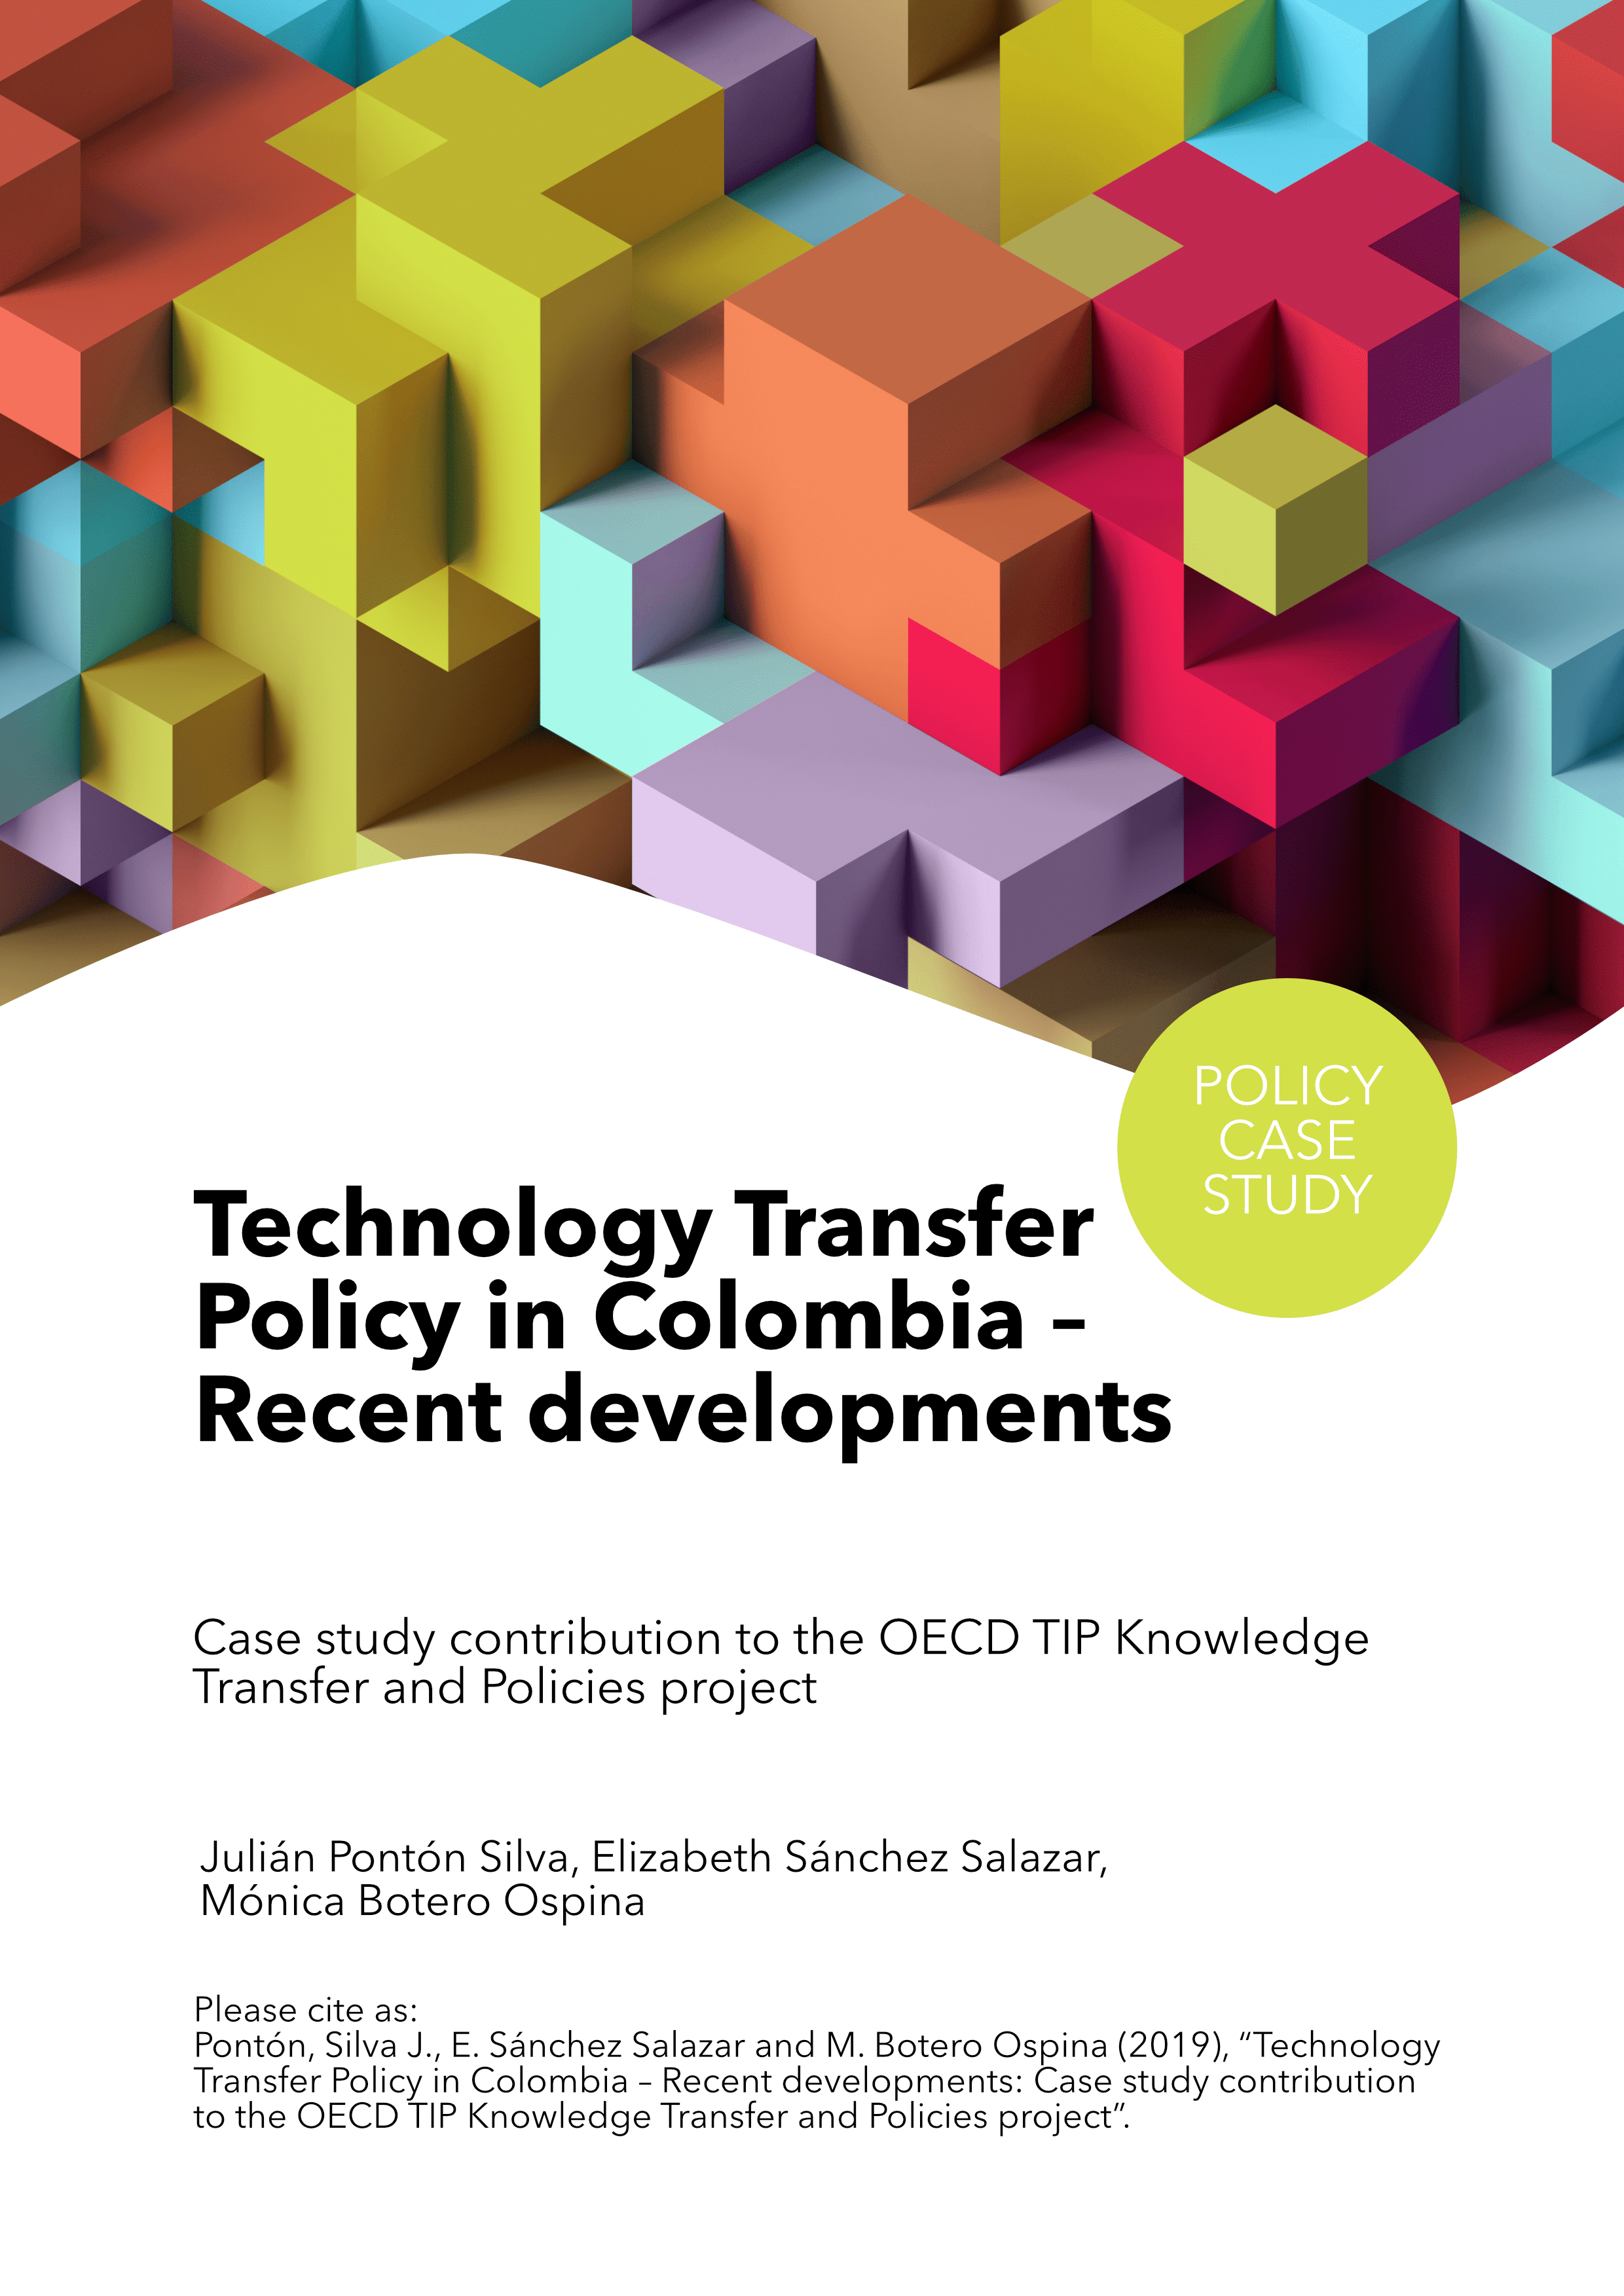 POLICY
CASE
STUDY
Technology Transfer
Policy in Colombia –
Recent developments
Case study contribution to the OECD TIP Knowledge
Transfer and Policies project
Julián Pontón Silva, Elizabeth Sánchez Salazar,
Mónica Botero Ospina
Please cite as:
Pontón, Silva J., E. Sánchez Salazar and M. Botero Ospina (2019), “Technology
Transfer Policy in Colombia – Recent developments: Case study contribution
to the OECD TIP Knowledge Transfer and Policies project”.